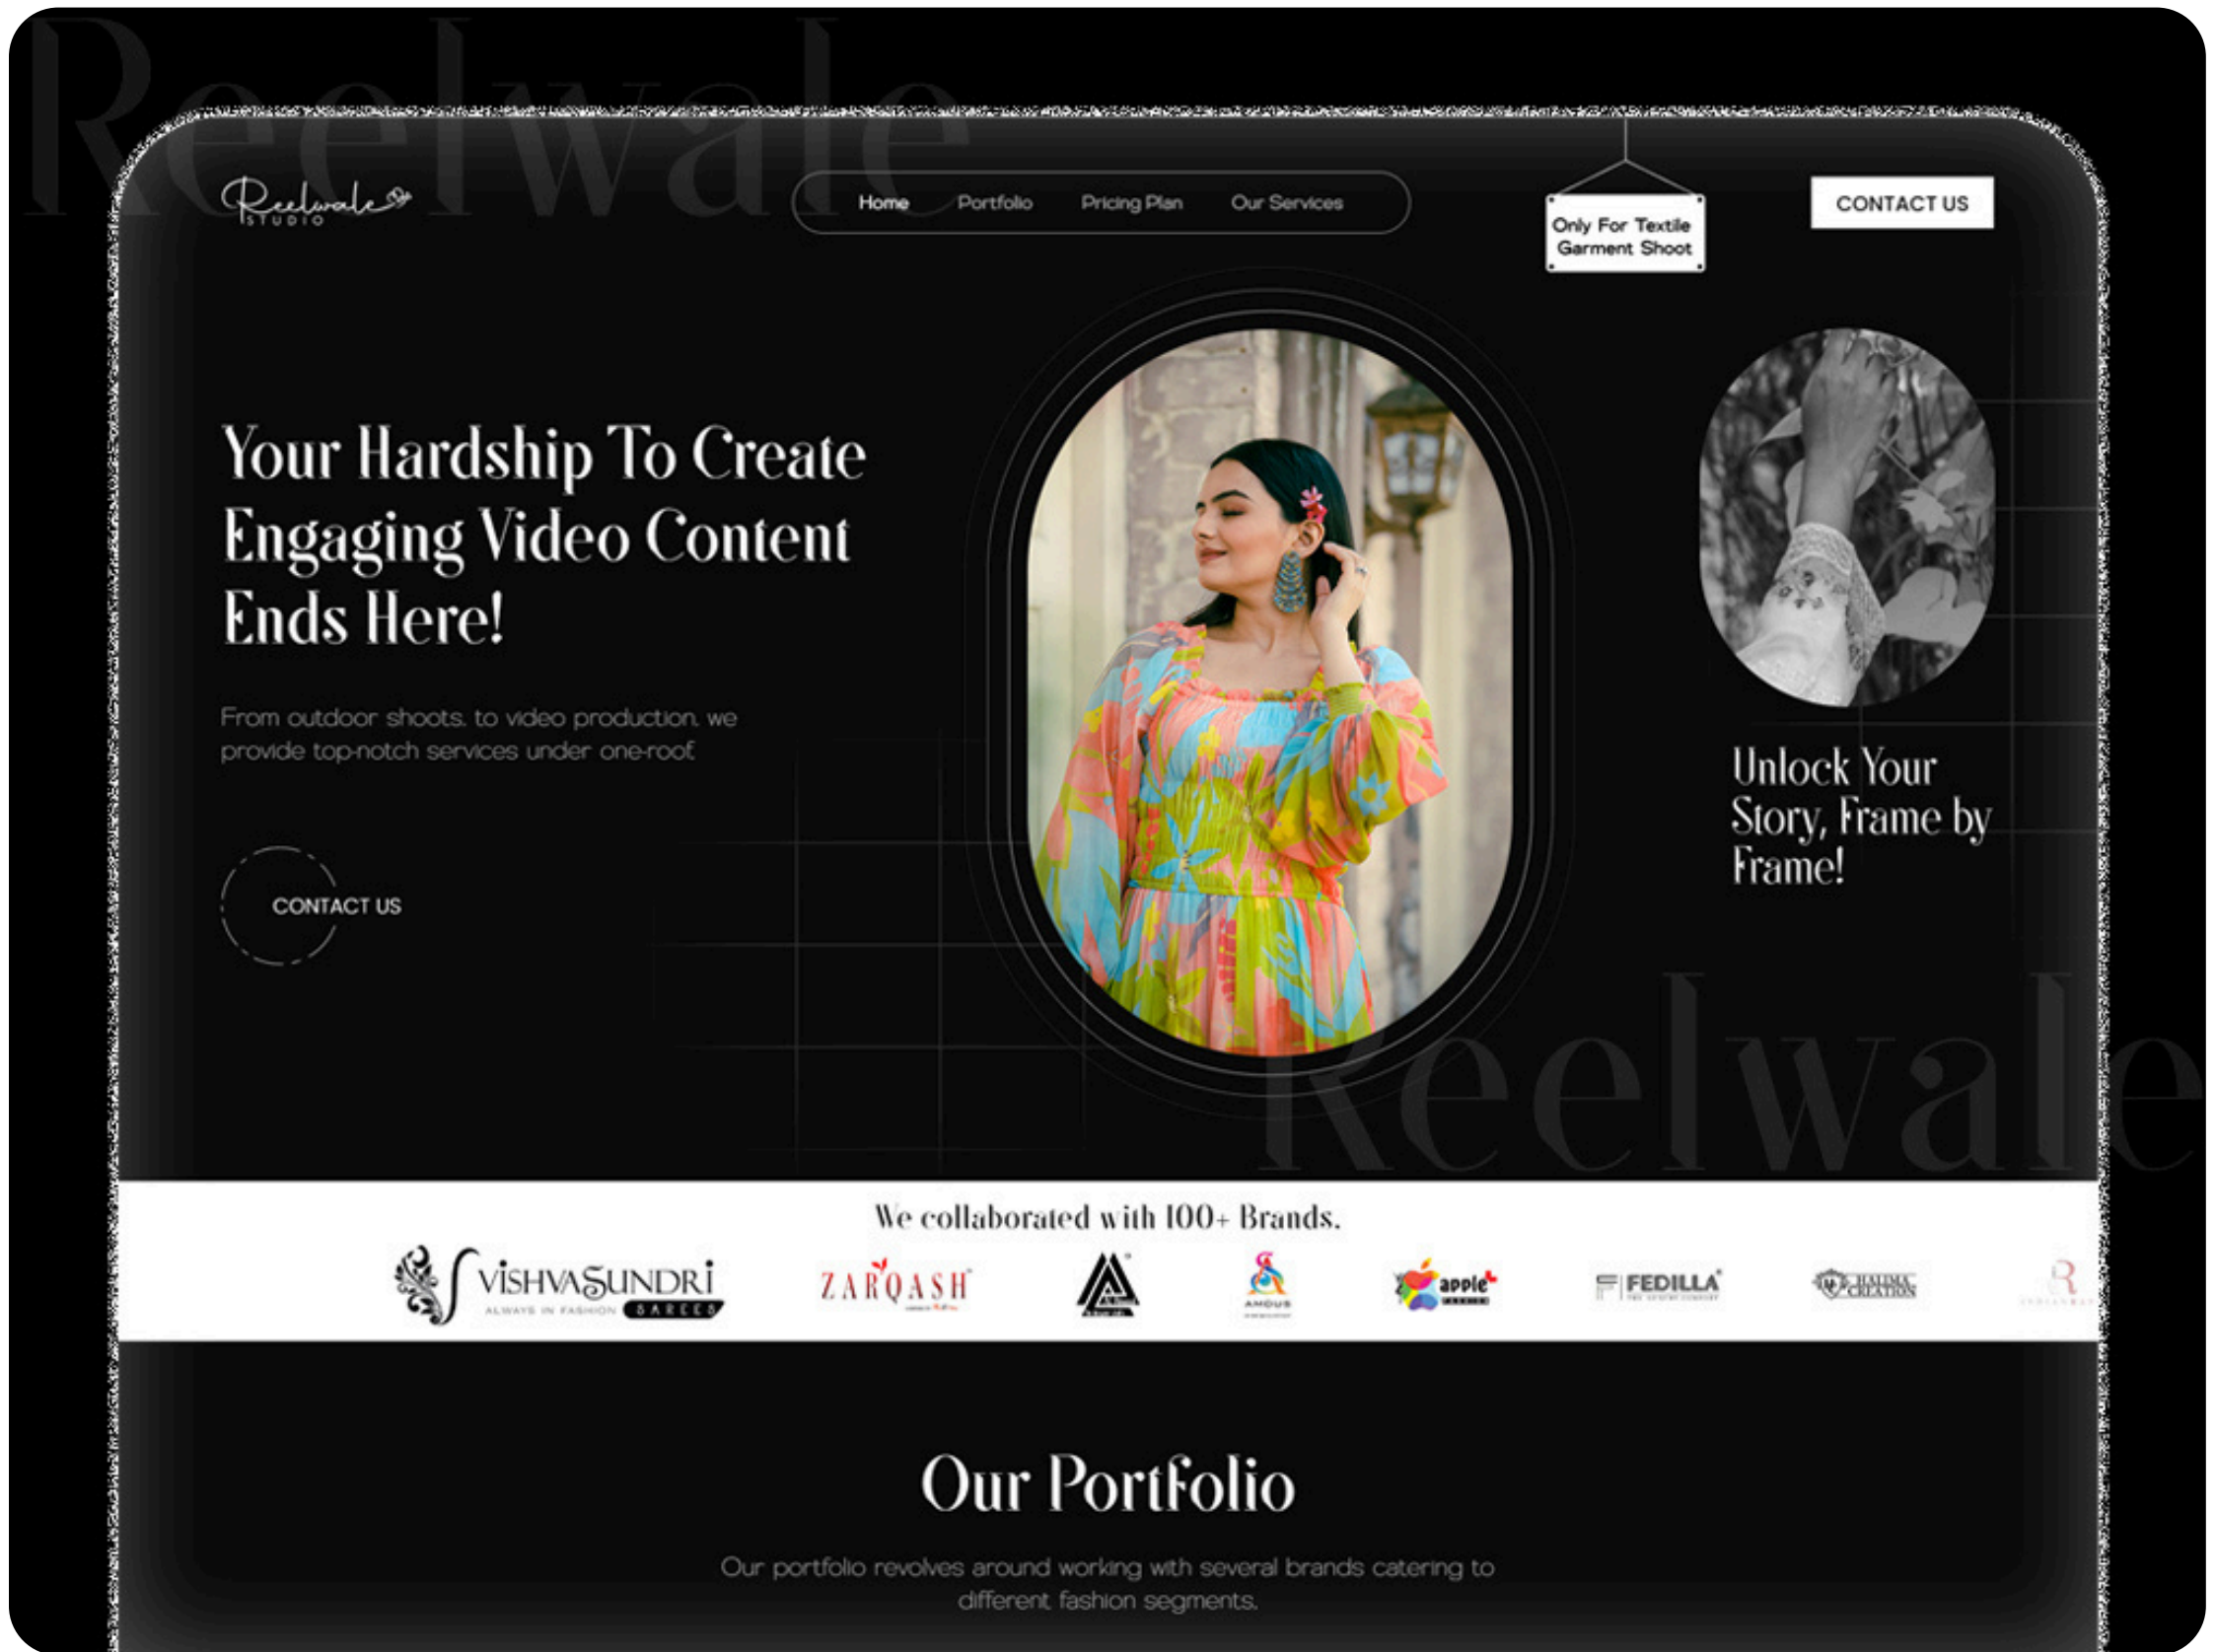 Reelwale
Reelwale
STUDIO
Home
Portfolio
Pricing Plan
Our Services
Only For Textile
Garment Shoot
CONTACT US
Your Hardship To Create
Engaging Video Content
Ends Here!
From outdoor shoots, to video production, we
provide top-notch services under one-roof.
CONTACT US
Unlock Your
Story, Frame by
Frame!
Reelwale
We collaborated with 100+ Brands.
VISHVASUNDRI
ALWAYS IN FASHION SAREES
ZARQASH
AMOUS
apple
FASHION
FEDILLA
HALIMA
CREATION
R
Our Portfolio
Our portfolio revolves around working with several brands catering to
different fashion segments.